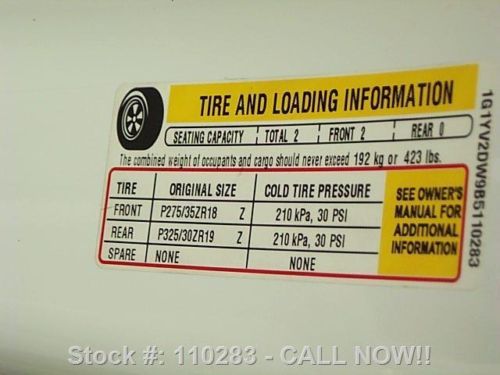 TIRE AND LOADING INFORMATION
SEATING CAPACITY TOTAL 2 FRONT 2 REAR 0
The combined weight of occupants and cargo should never exceed 192 kg or 423 lbs.
TIRE ORIGINAL SIZE COLD TIRE PRESSURE
FRONT P275/35ZR18 Z 210 kPa, 30 PSI
REAR P325/30ZR19 Z 210 kPa, 30 PSI
SPARE NONE NONE
SEE OWNER'S
MANUAL FOR
ADDITIONAL
INFORMATION
1G1YV2DW985110283
Stock #: 110283 - CALL NOW!!